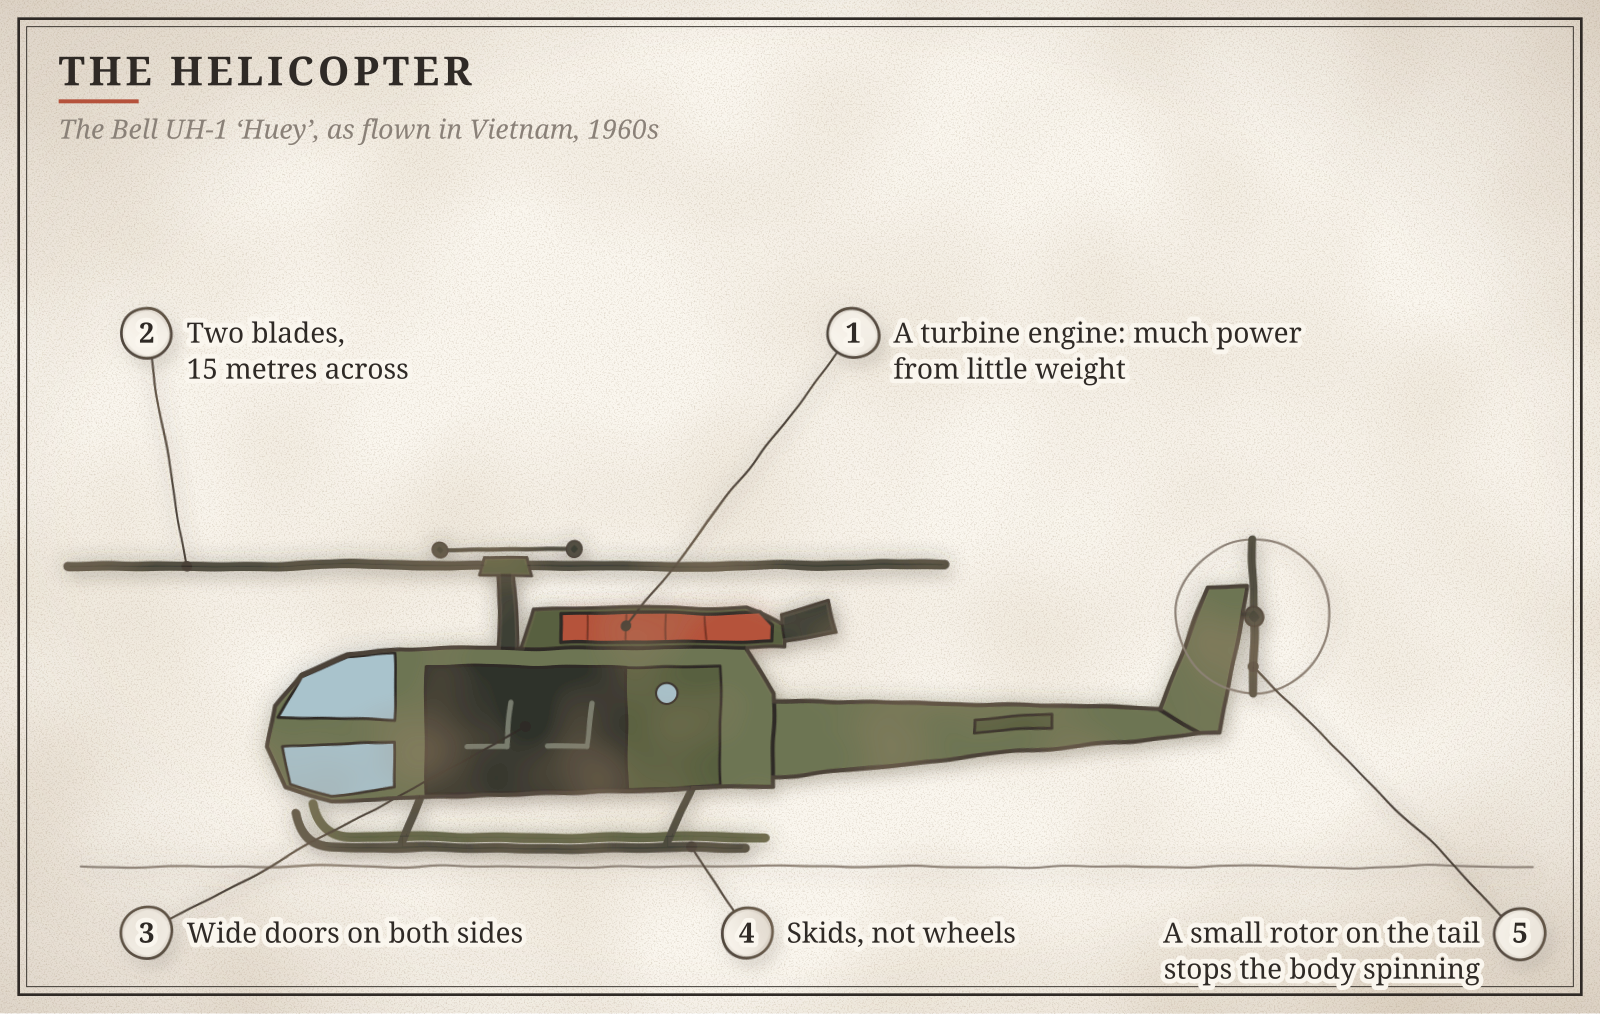 THE HELICOPTER
The Bell UH-1 ‘Huey’, as flown in Vietnam, 1960s
2 Two blades,
15 metres across
1 A turbine engine: much power
from little weight
3 Wide doors on both sides
4 Skids, not wheels
A small rotor on the tail 5
stops the body spinning